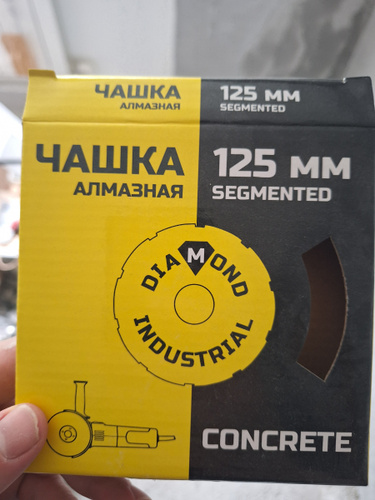 ЧАШКА 125 ММ
АЛМАЗНАЯ SEGMENTED
ЧАШКА 125 ММ
АЛМАЗНАЯ SEGMENTED
DIAMOND
INDUSTRIAL
CONCRETE